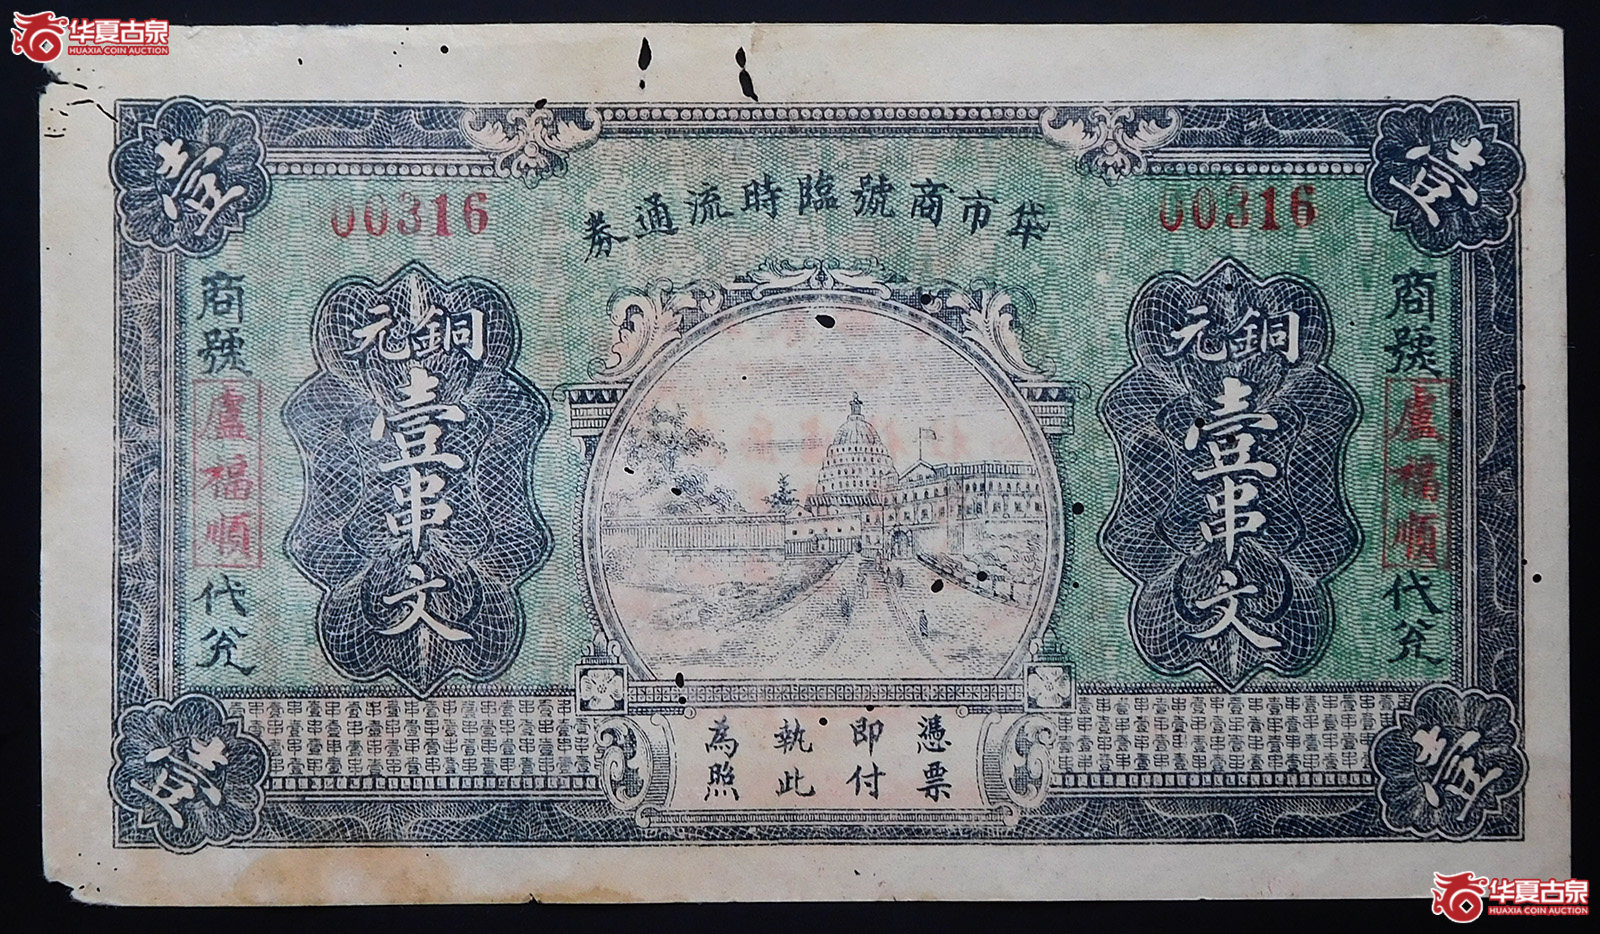 华夏古泉
HUAXIA COIN AUCTION
市商號臨時流通券
00316
00316
壹
壹
商號
盧福順
代兌
銅元
壹串文
銅元
壹串文
商號
盧福順
代兌
憑票
即付
執此
為照
壹
壹
华夏古泉
HUAXIA COIN AUCTION